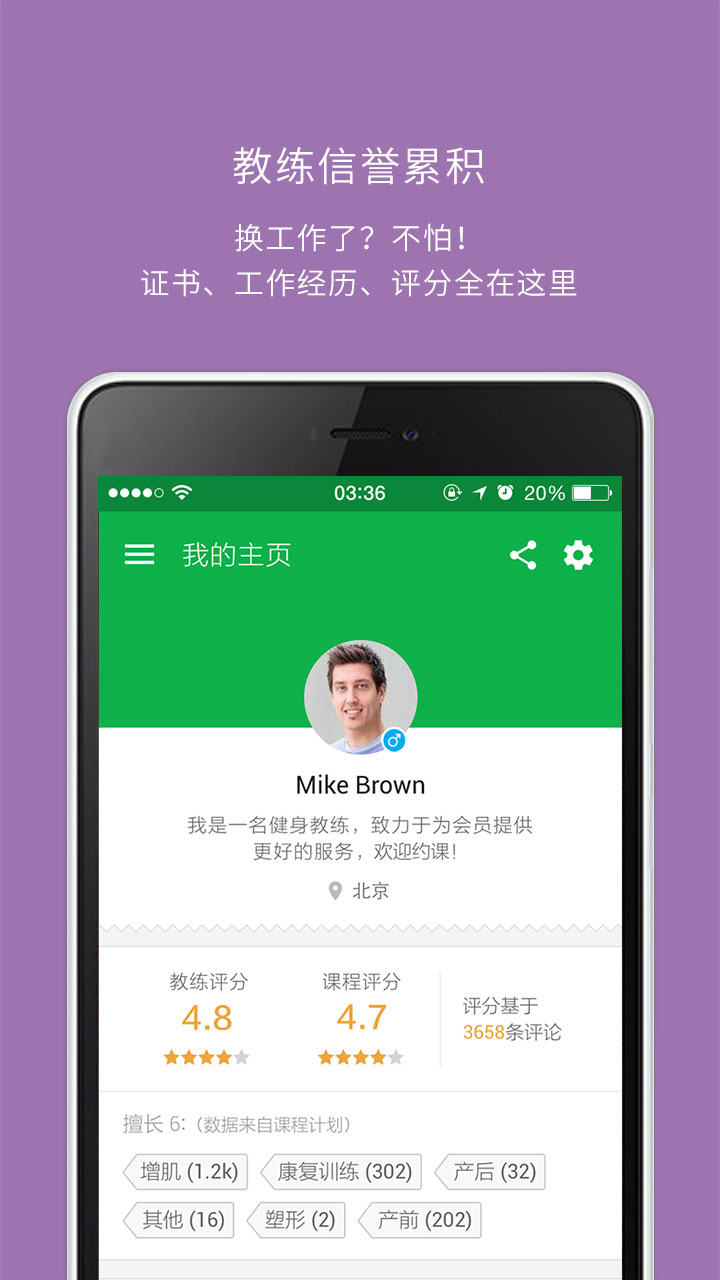 教练信誉累积
换工作了？不怕！
证书、工作经历、评分全在这里
03:36 20%
我的主页
Mike Brown
我是一名健身教练，致力于为会员提供
更好的服务，欢迎约课！
北京
教练评分 课程评分
4.8 4.7
评分基于
3658条评论
擅长 6:（数据来自课程计划）
增肌 (1.2k) 康复训练 (302) 产后 (32)
其他 (16) 塑形 (2) 产前 (202)